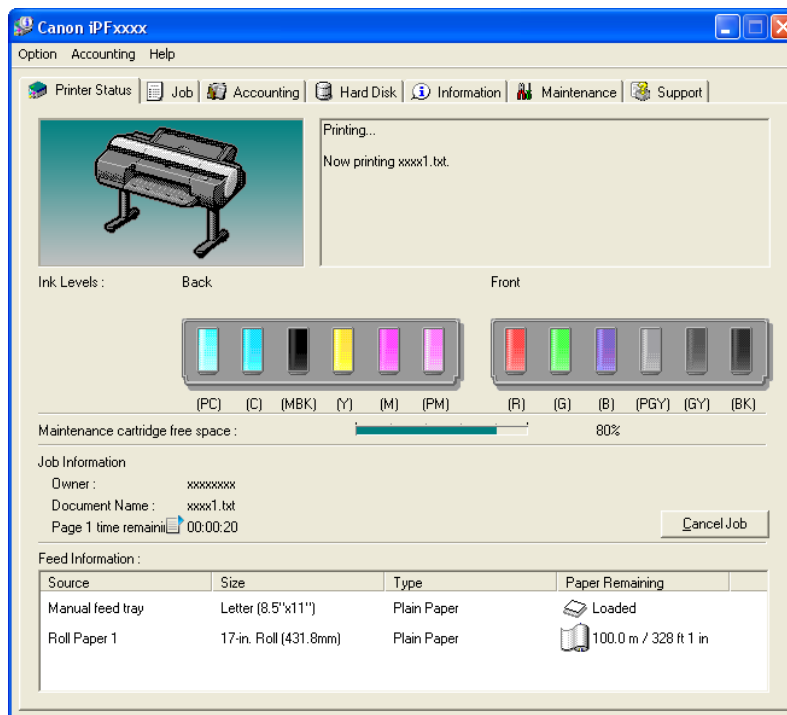 Canon iPFxxxx
Option Accounting Help
Printer Status Job Accounting Hard Disk Information Maintenance Support
Printing...
Now printing xxxx1.txt.
Ink Levels : Back Front
(PC) (C) (MBK) (Y) (M) (PM) (R) (G) (B) (PGY) (GY) (BK)
Maintenance cartridge free space : 80%
Job Information
Owner : xxxxxxxx
Document Name : xxxx1.txt
Page 1 time remaini 00:00:20
Cancel Job
Feed Information :
Source Size Type Paper Remaining
Manual feed tray Letter (8.5"x11") Plain Paper Loaded
Roll Paper 1 17-in. Roll (431.8mm) Plain Paper 100.0 m / 328 ft 1 in